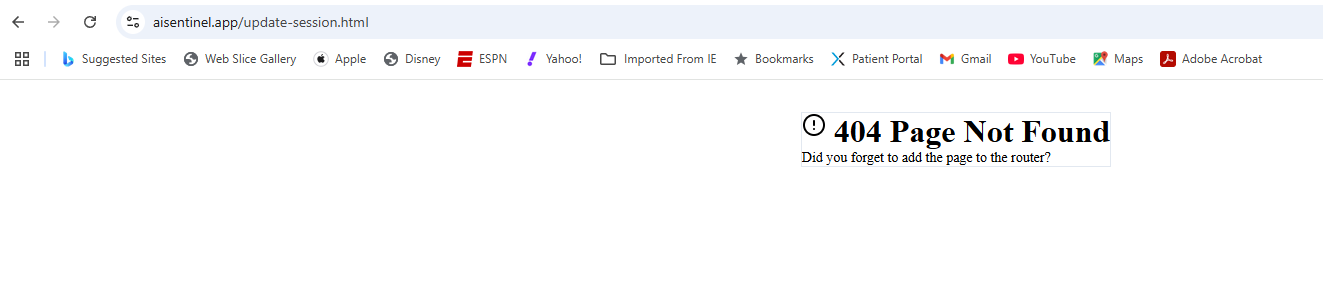 aisentinel.app/update-session.html
Suggested Sites Web Slice Gallery Apple Disney ESPN Yahoo! Imported From IE Bookmarks Patient Portal Gmail YouTube Maps Adobe Acrobat
404 Page Not Found
Did you forget to add the page to the router?